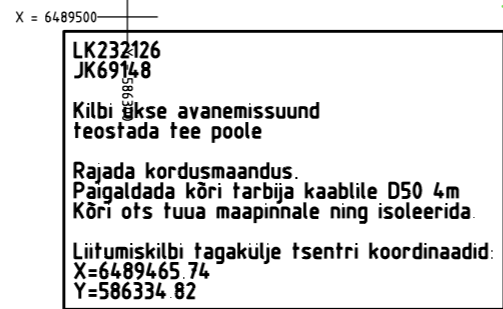 X = 6489500
LK232126
JK69148
Kilbi ukse avanemissuund
teostada tee poole
Rajada kordusmaandus.
Paigaldada kõri tarbija kaablile D50 4m
Kõri ots tuua maapinnale ning isoleerida.
Liitumiskilbi tagakülje tsentri koordinaadid:
X=6489465.74
Y=586334.82